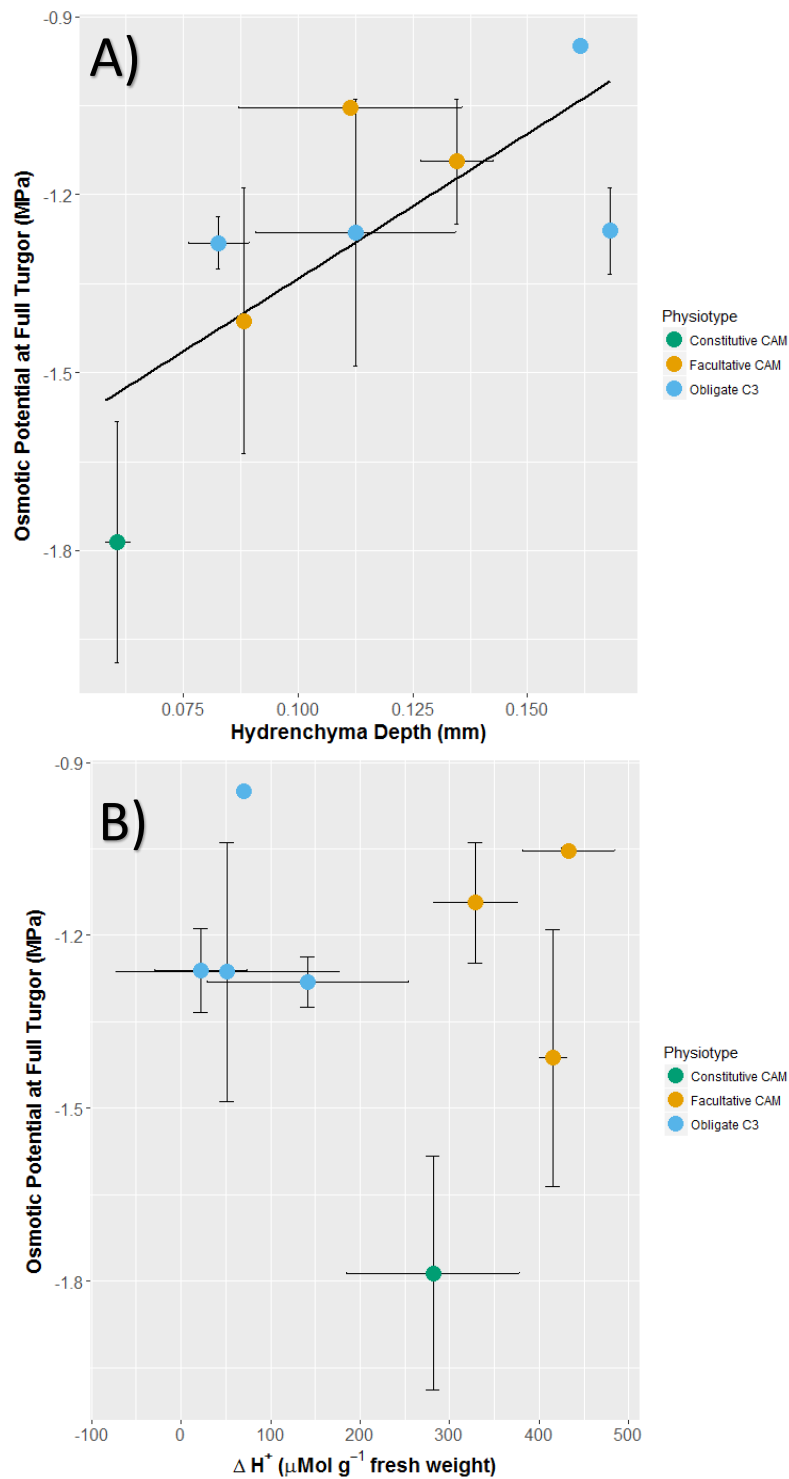 A)
-0.9
-1.2
-1.5
-1.8
Osmotic Potential at Full Turgor (MPa)
0.075
0.100
0.125
0.150
Hydrenchyma Depth (mm)
Physiotype
Constitutive CAM
Facultative CAM
Obligate C3
B)
-0.9
-1.2
-1.5
-1.8
Osmotic Potential at Full Turgor (MPa)
-100
0
100
200
300
400
500
Δ H⁺ (μMol g⁻¹ fresh weight)
Physiotype
Constitutive CAM
Facultative CAM
Obligate C3